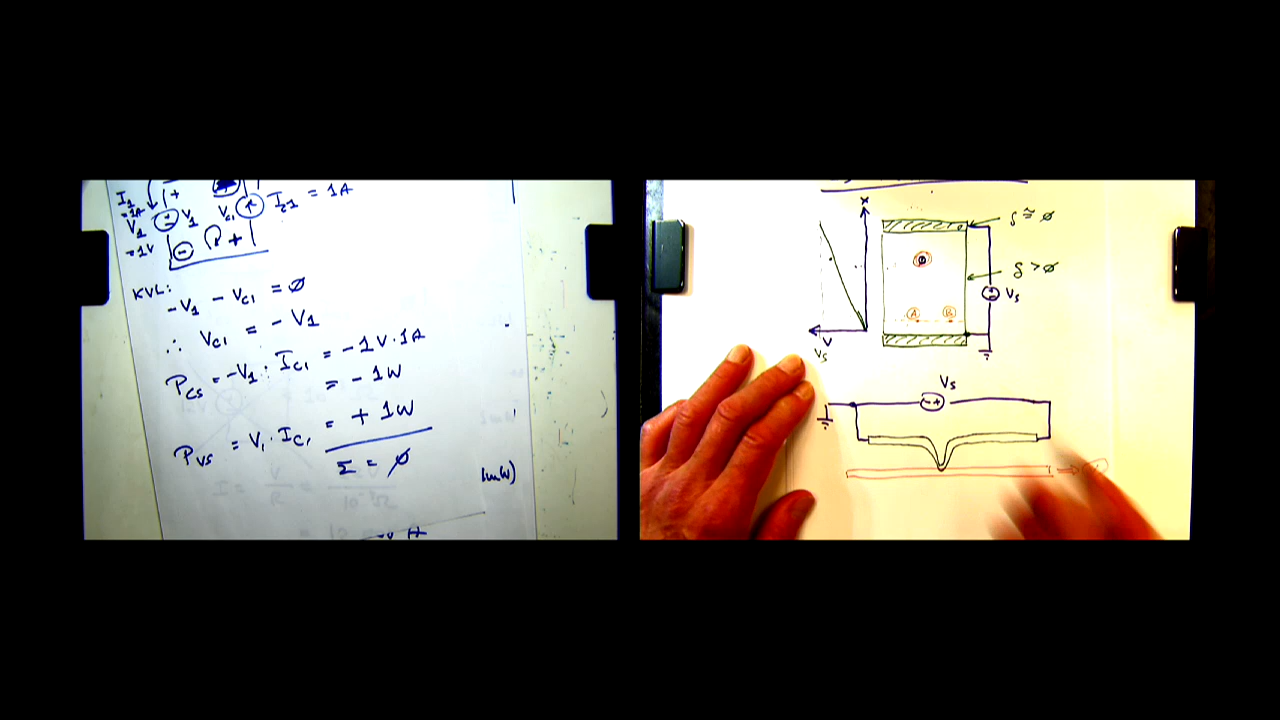 I1 = 1A
V1 = 1V
+
V1
VC1
= 1A
-
+
KVL:
-V1 - VC1 = Ø
∴ VC1 = - V1
PCS = -V1 · IC1 = -1V·1A
= - 1W
PVS = V1 · IC1 = + 1W
Σ = Ø
x
ρ ≅ Ø
ρ > Ø
VS
A
B
V
VS
VS
- +